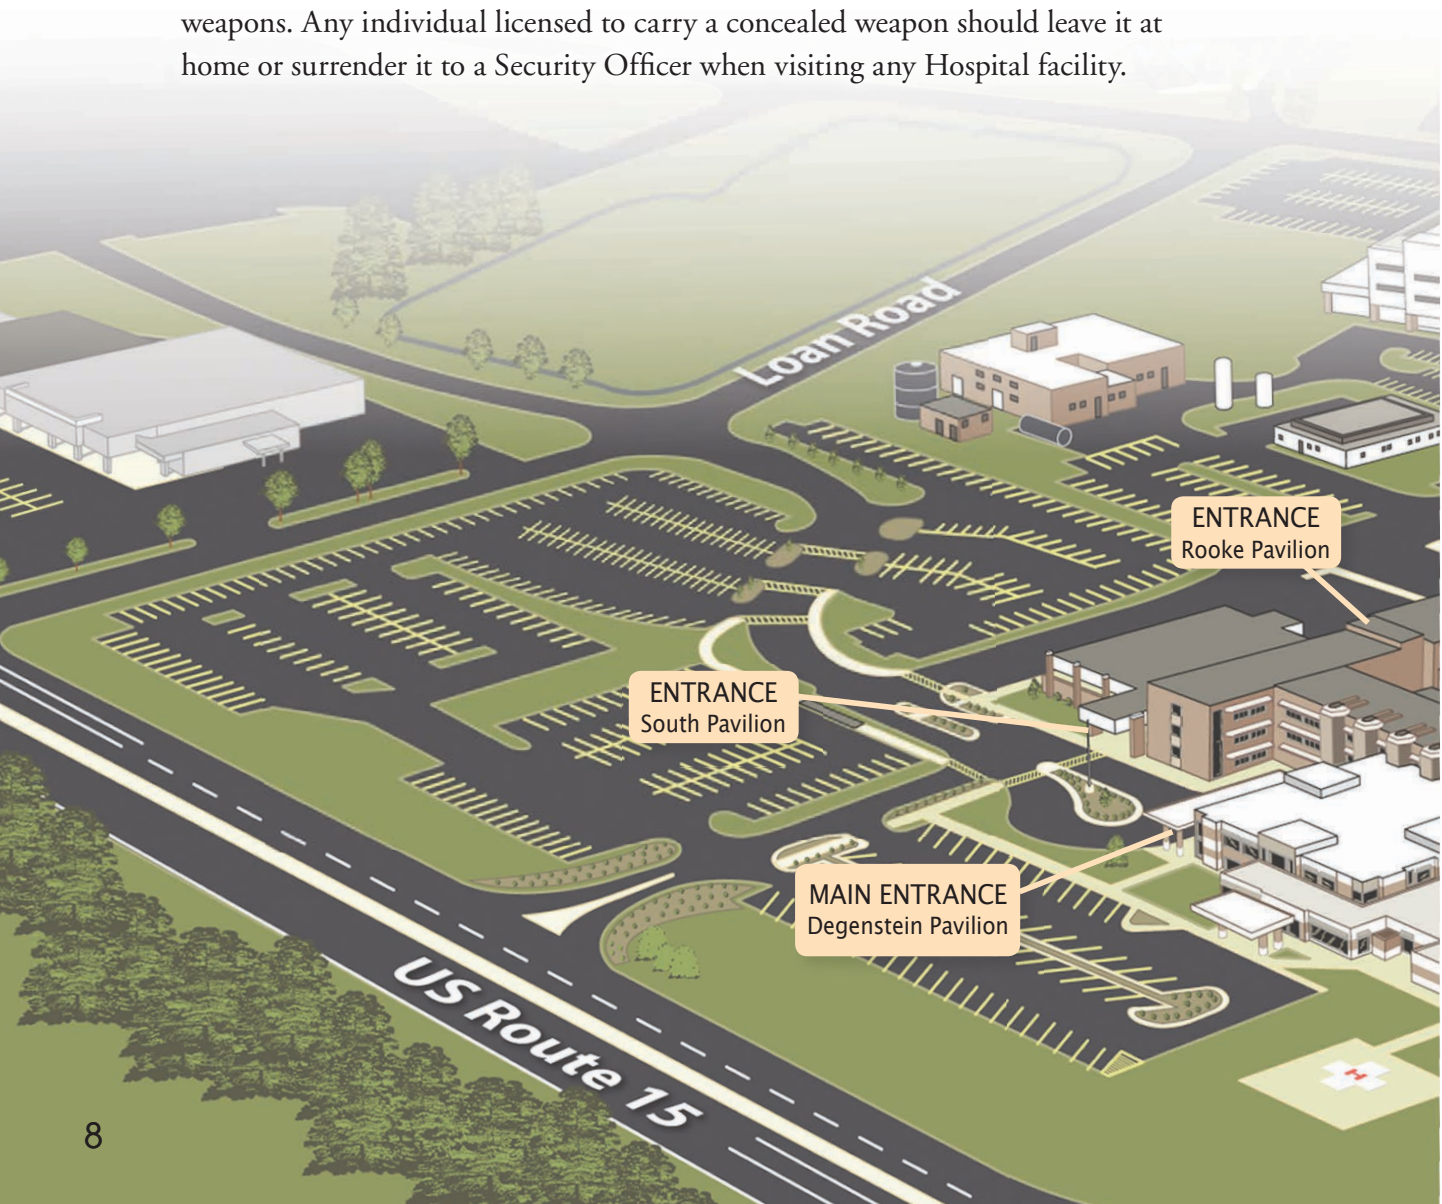 weapons. Any individual licensed to carry a concealed weapon should leave it at
home or surrender it to a Security Officer when visiting any Hospital facility.
Loan Road
ENTRANCE
Rooke Pavilion
ENTRANCE
South Pavilion
MAIN ENTRANCE
Degenstein Pavilion
US Route 15
H
8